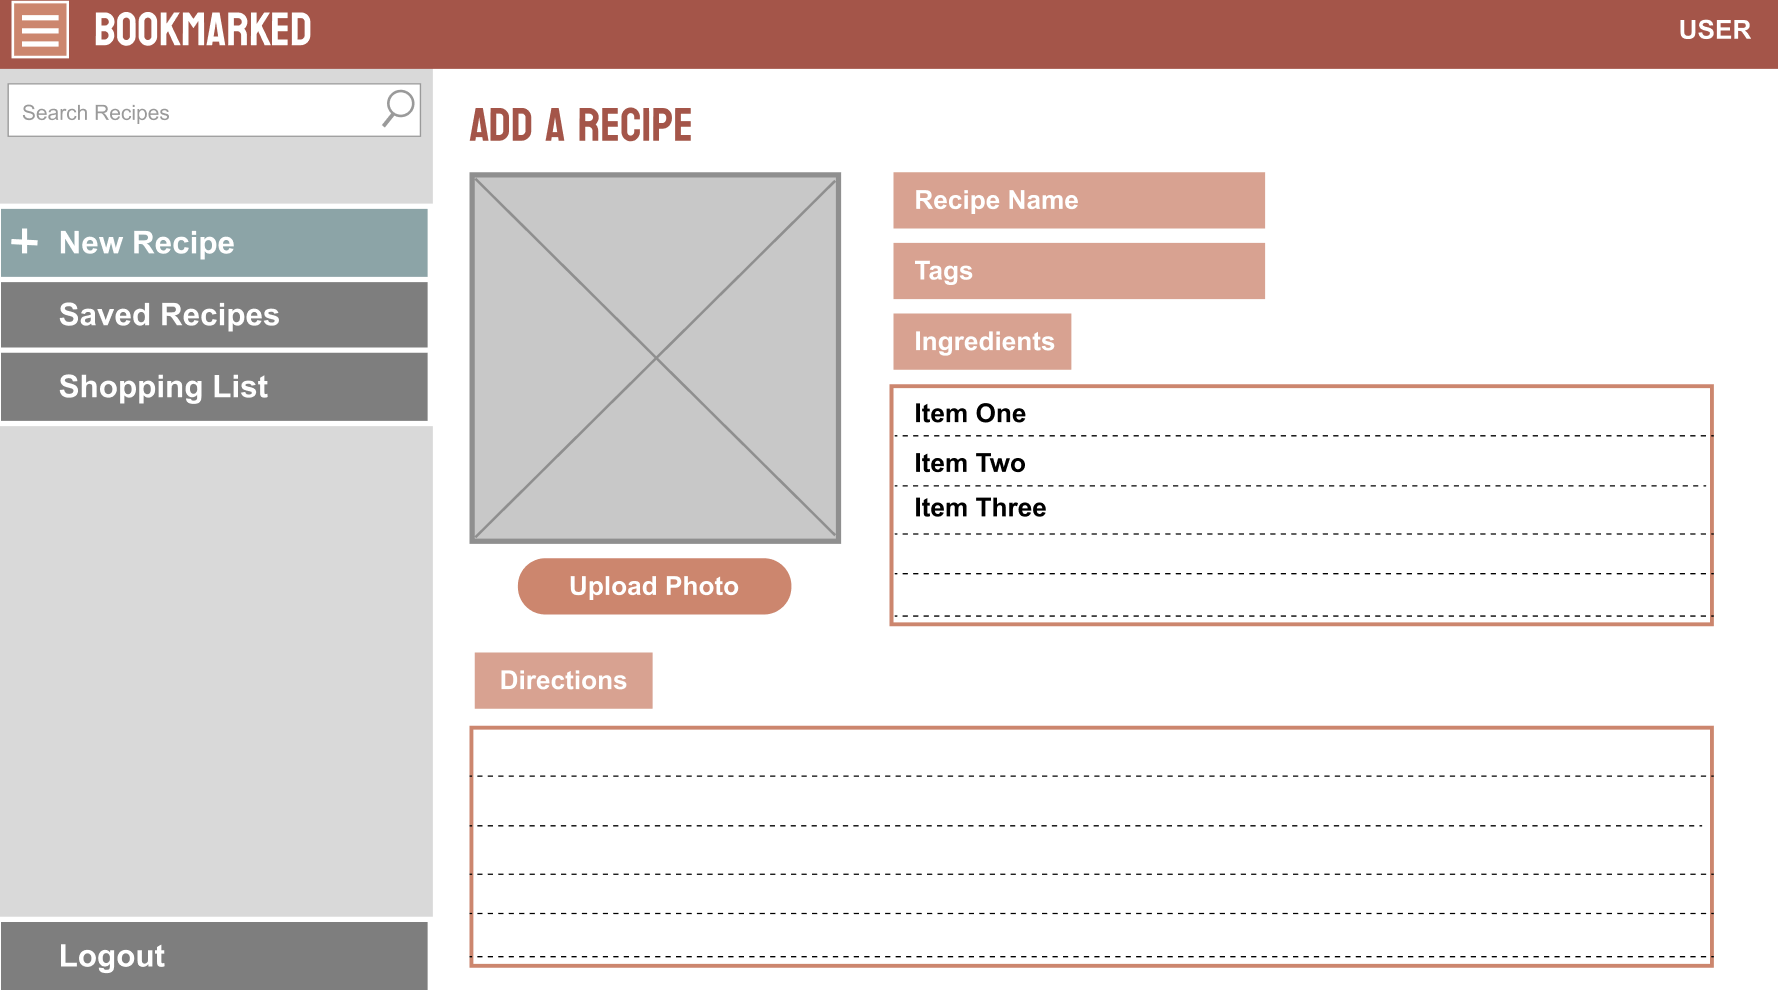 BOOKMARKED
USER
Search Recipes
New Recipe
Saved Recipes
Shopping List
Logout
ADD A RECIPE
Upload Photo
Recipe Name
Tags
Ingredients
Item One
Item Two
Item Three
Directions